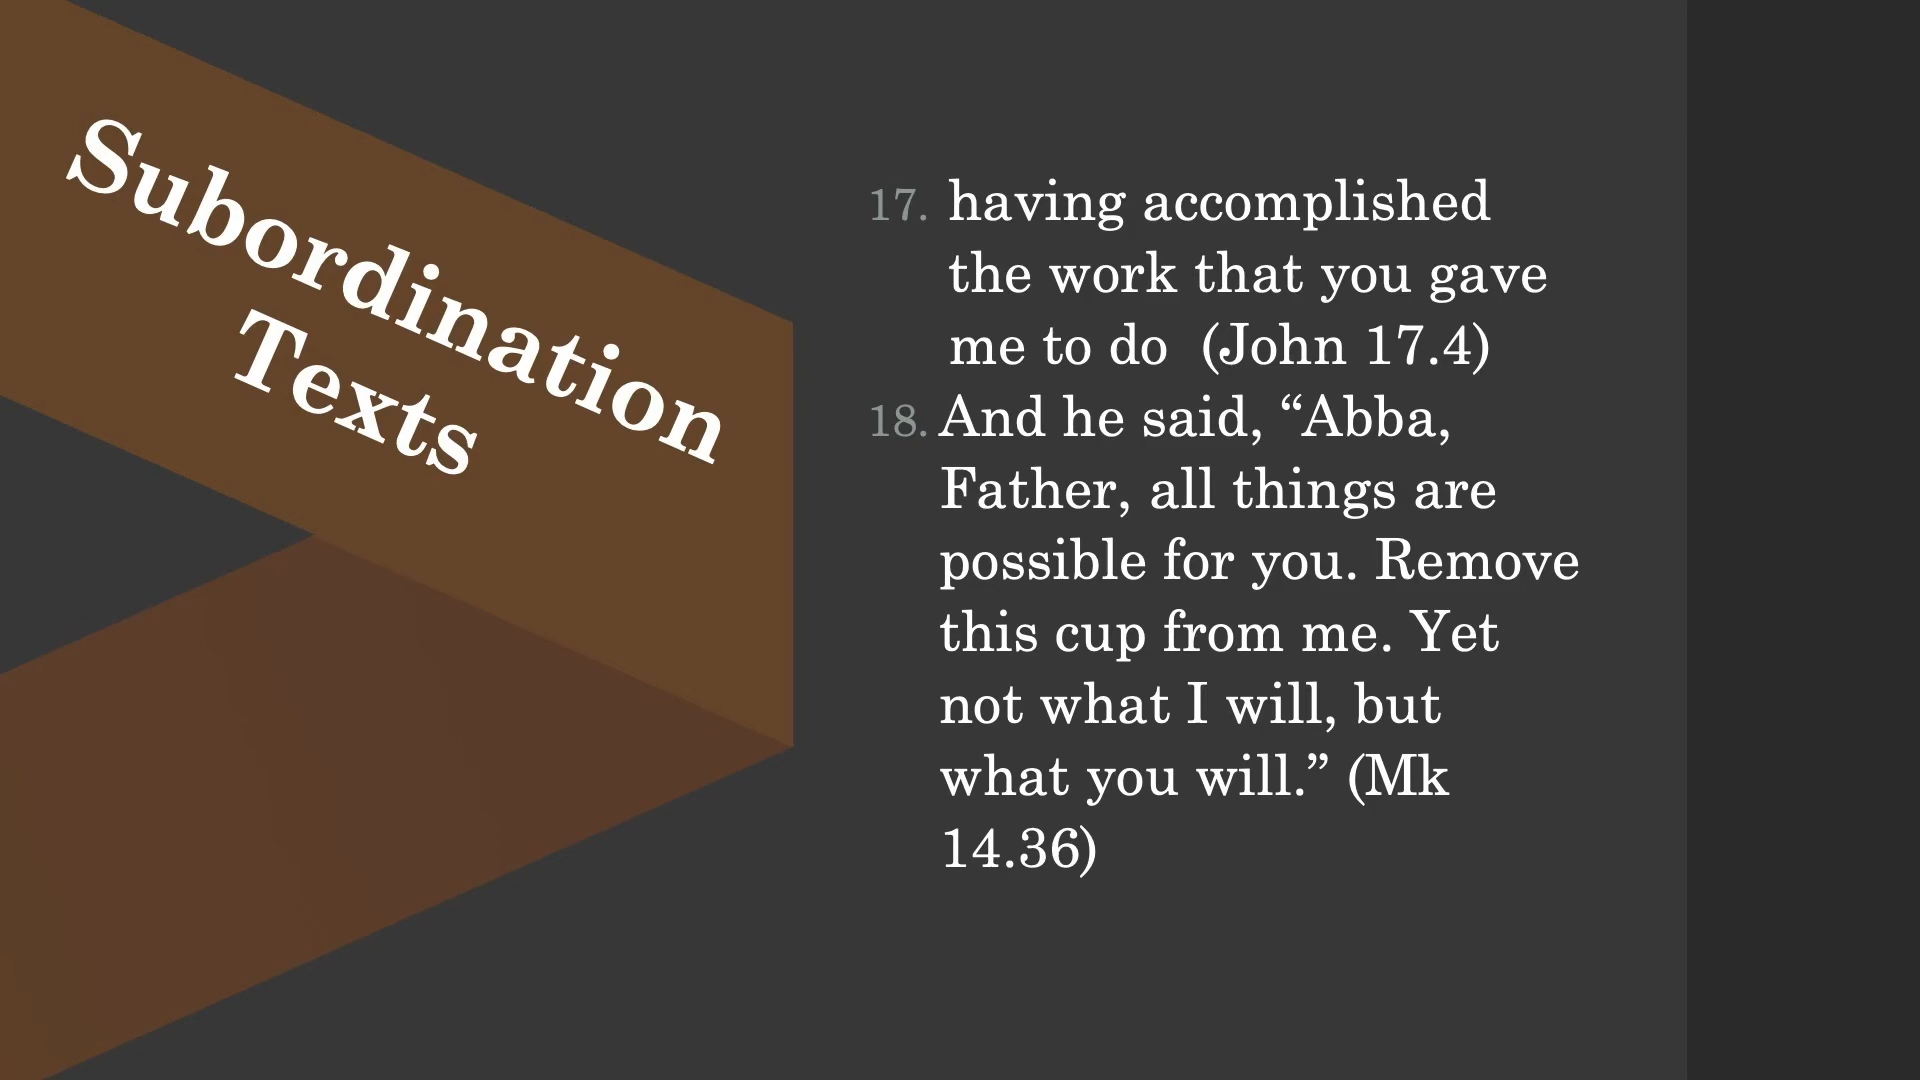 Subordination
Texts
17. having accomplished
the work that you gave
me to do  (John 17.4)
18. And he said, “Abba,
Father, all things are
possible for you. Remove
this cup from me. Yet
not what I will, but
what you will.” (Mk
14.36)